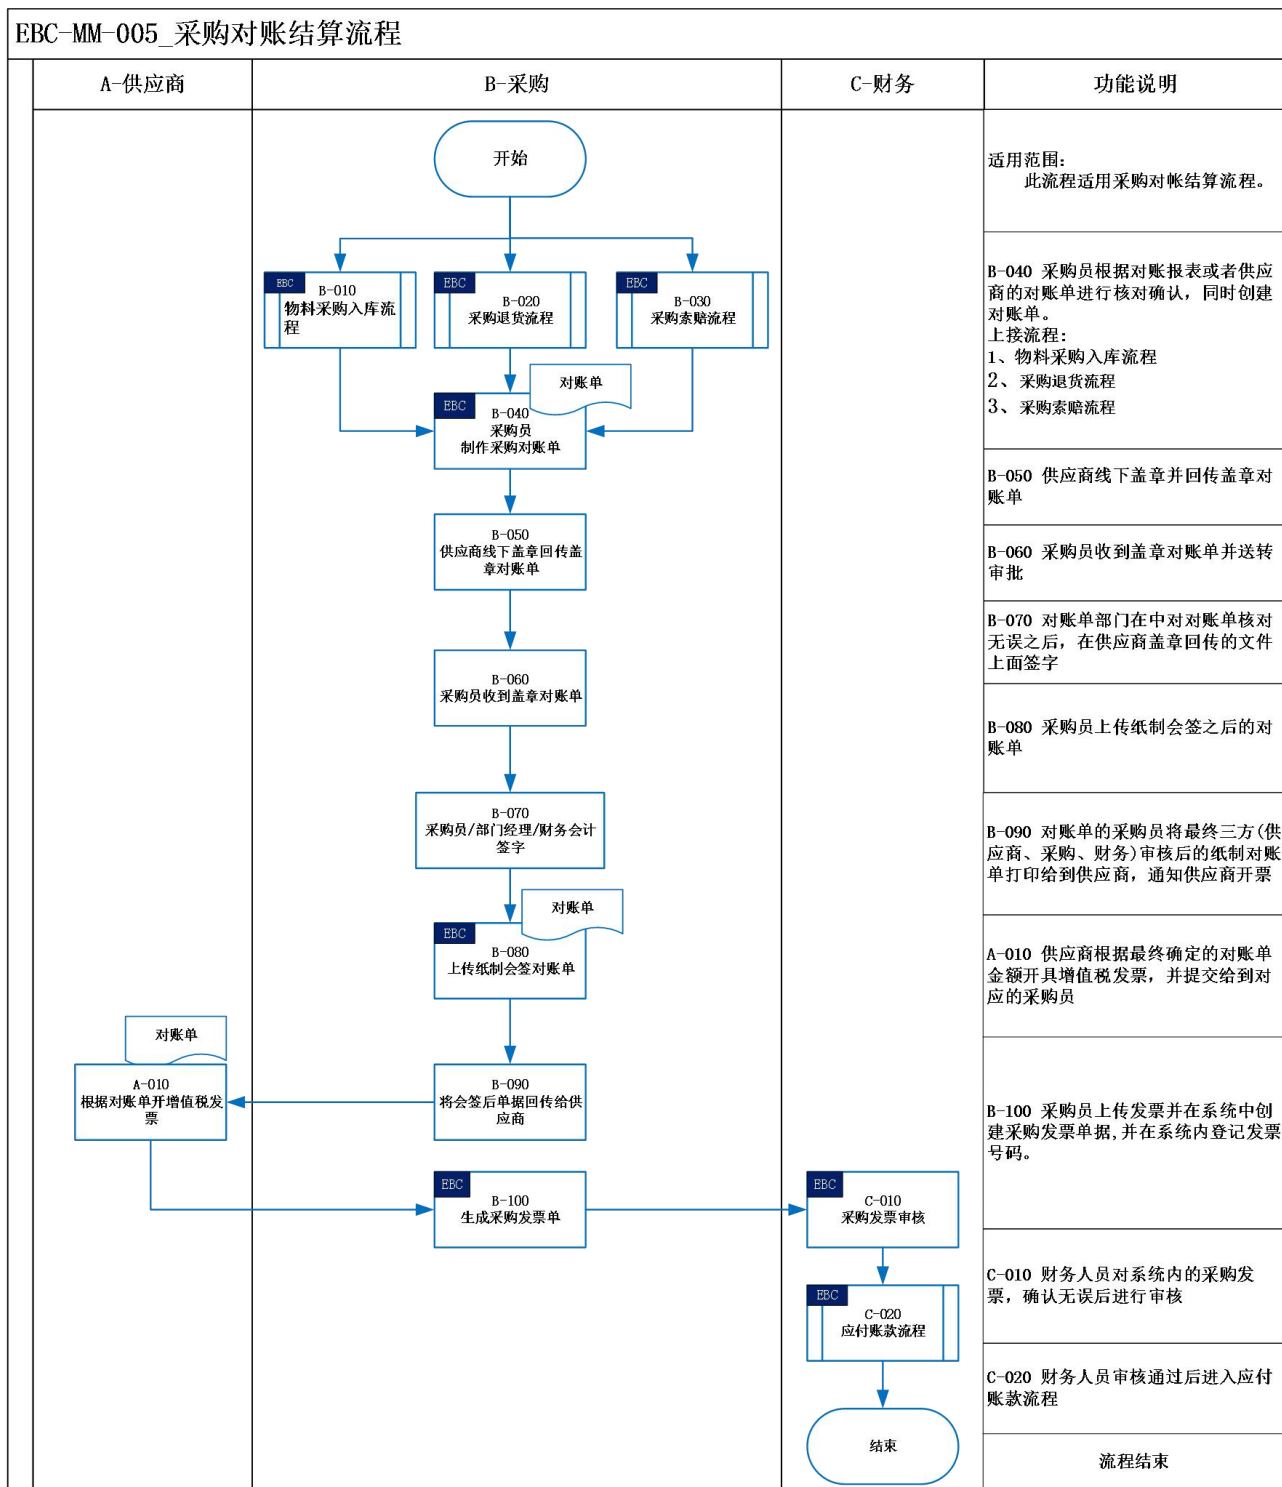 EBC-MM-005_采购对账结算流程
A-供应商
B-采购
C-财务
功能说明
开始
适用范围：
此流程适用采购对帐结算流程。
EBC
B-010
物料采购入库流
程
EBC
B-020
采购退货流程
EBC
B-030
采购索赔流程
B-040 采购员根据对账报表或者供应
商的对账单进行核对确认，同时创建
对账单。
上接流程：
1、物料采购入库流程
2、采购退货流程
3、采购索赔流程
对账单
EBC
B-040
采购员
制作采购对账单
B-050 供应商线下盖章并回传盖章对
账单
B-050
供应商线下盖章回传盖
章对账单
B-060 采购员收到盖章对账单并送转
审批
B-070 对账单部门在中对对账单核对
无误之后，在供应商盖章回传的文件
上面签字
B-060
采购员收到盖章对账单
B-080 采购员上传纸制会签之后的对
账单
B-070
采购员/部门经理/财务会计
签字
B-090 对账单的采购员将最终三方(供
应商、采购、财务)审核后的纸制对账
单打印给到供应商，通知供应商开票
对账单
EBC
B-080
上传纸制会签对账单
A-010 供应商根据最终确定的对账单
金额开具增值税发票，并提交给到对
应的采购员
对账单
A-010
根据对账单开增值税发
票
B-090
将会签后单据回传给供
应商
B-100 采购员上传发票并在系统中创
建采购发票单据,并在系统内登记发票
号码。
EBC
B-100
生成采购发票单
EBC
C-010
采购发票审核
C-010 财务人员对系统内的采购发
票，确认无误后进行审核
EBC
C-020
应付账款流程
C-020 财务人员审核通过后进入应付
账款流程
结束
流程结束